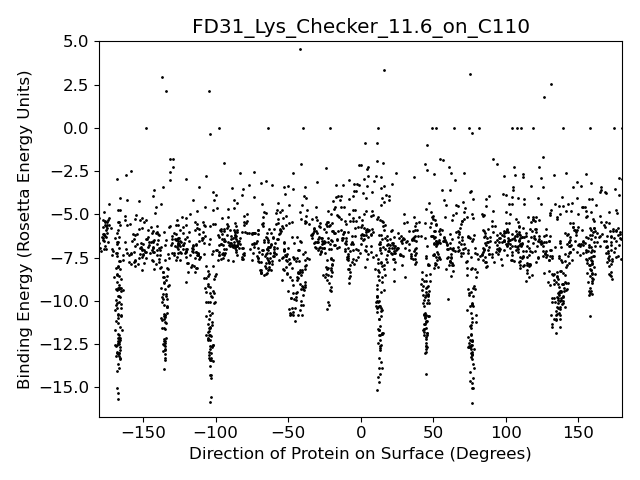 FD31_Lys_Checker_11.6_on_C110
Binding Energy (Rosetta Energy Units)
5.0
2.5
0.0
−2.5
−5.0
−7.5
−10.0
−12.5
−15.0
−150 −100 −50 0 50 100 150
Direction of Protein on Surface (Degrees)